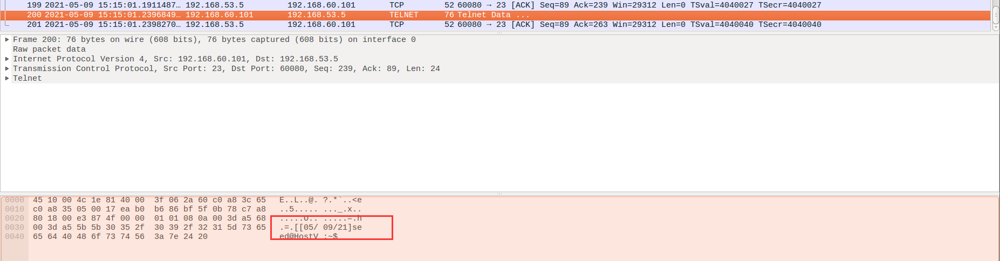 199 2021-05-09 15:15:01.1911487… 192.168.53.5 192.168.60.101 TCP 52 60080 → 23 [ACK] Seq=89 Ack=239 Win=29312 Len=0 TSval=4040027 TSecr=4040027
200 2021-05-09 15:15:01.2396849… 192.168.60.101 192.168.53.5 TELNET 76 Telnet Data ...
201 2021-05-09 15:15:01.2398270… 192.168.53.5 192.168.60.101 TCP 52 60080 → 23 [ACK] Seq=89 Ack=263 Win=29312 Len=0 TSval=4040040 TSecr=4040040
Frame 200: 76 bytes on wire (608 bits), 76 bytes captured (608 bits) on interface 0
Raw packet data
Internet Protocol Version 4, Src: 192.168.60.101, Dst: 192.168.53.5
Transmission Control Protocol, Src Port: 23, Dst Port: 60080, Seq: 239, Ack: 89, Len: 24
Telnet
0000 45 10 00 4c 1e 81 40 00 3f 06 2a 60 c0 a8 3c 65 E..L..@. ?.*`..<e
0010 c0 a8 35 05 00 17 ea b0 b6 86 bf 5f 0b 78 c7 a8 ..5..... ..._.x..
0020 80 18 00 e3 87 4f 00 00 01 01 08 0a 00 3d a5 68 .....O.. .....=.h
0030 00 3d a5 5b 5b 30 35 2f 30 39 2f 32 31 5d 73 65 .=.[[05/ 09/21]se
0040 65 64 40 48 6f 73 74 56 3a 7e 24 20 ed@HostV :~$